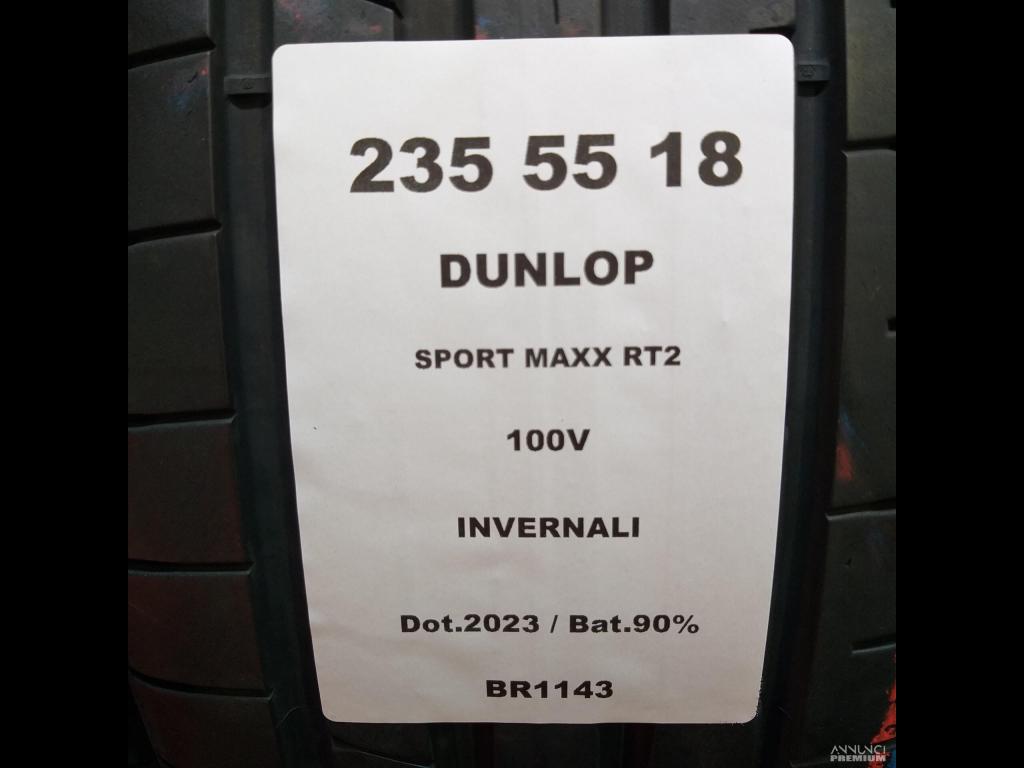 235 55 18
DUNLOP
SPORT MAXX RT2
100V
INVERNALI
Dot.2023 / Bat.90%
BR1143
ANNUNCI
PREMIUM